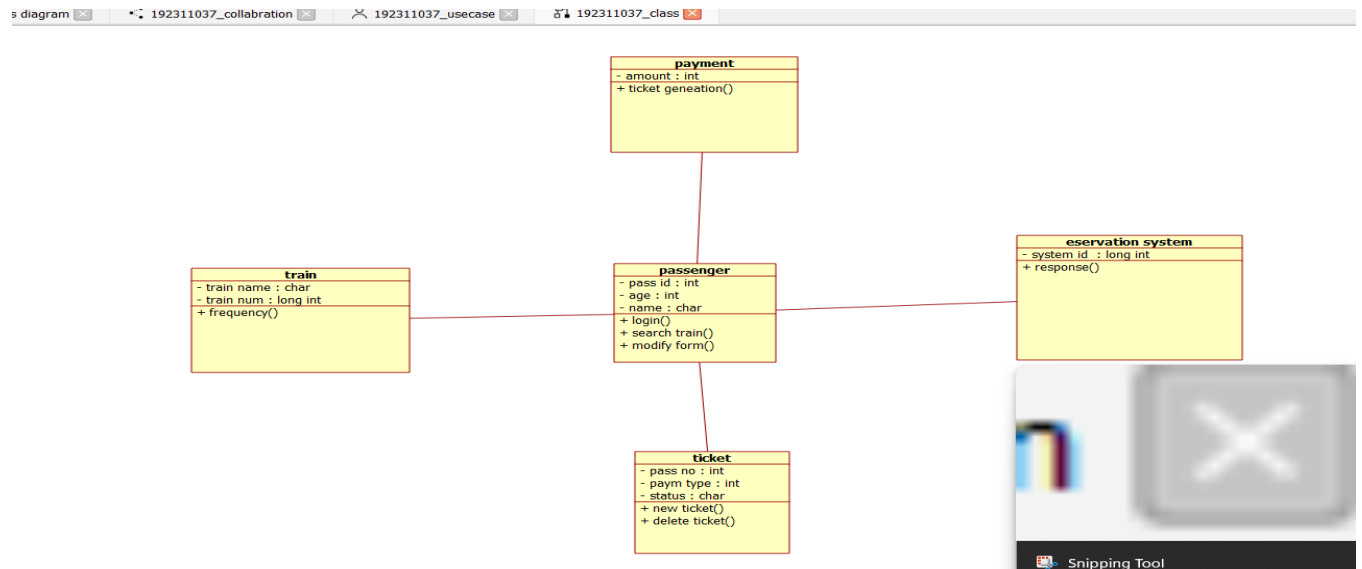 s diagram
192311037_collabration
192311037_usecase
192311037_class
payment
- amount : int
+ ticket geneation()
eservation system
- system id : long int
+ response()
train
- train name : char
- train num : long int
+ frequency()
passenger
- pass id : int
- age : int
- name : char
+ login()
+ search train()
+ modify form()
ticket
- pass no : int
- paym type : int
- status : char
+ new ticket()
+ delete ticket()
n
Snipping Tool